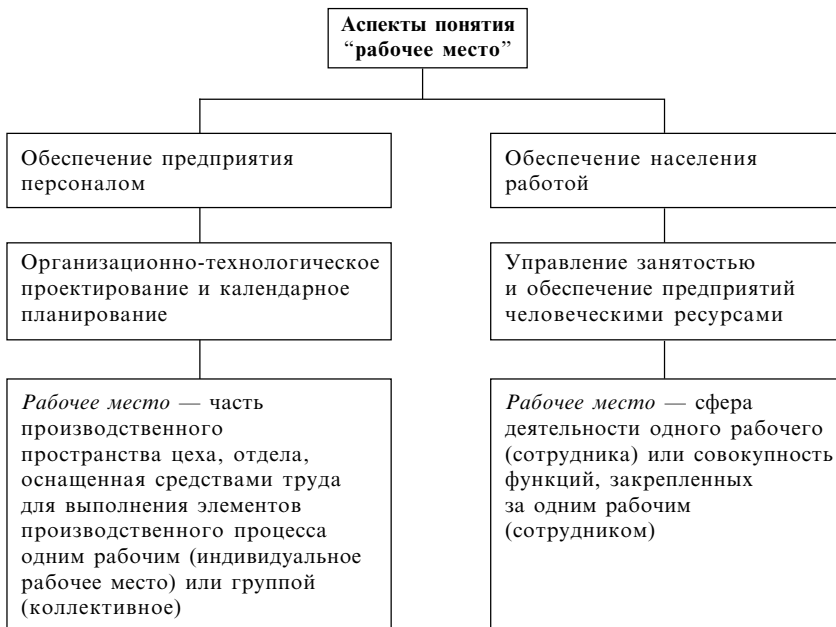 Аспекты понятия
“рабочее место”
Обеспечение предприятия
персоналом
Обеспечение населения
работой
Организационно-технологическое
проектирование и календарное
планирование
Управление занятостью
и обеспечение предприятий
человеческими ресурсами
Рабочее место — часть
производственного
пространства цеха, отдела,
оснащенная средствами труда
для выполнения элементов
производственного процесса
одним рабочим (индивидуальное
рабочее место) или группой
(коллективное)
Рабочее место — сфера
деятельности одного рабочего
(сотрудника) или совокупность
функций, закрепленных
за одним рабочим
(сотрудником)